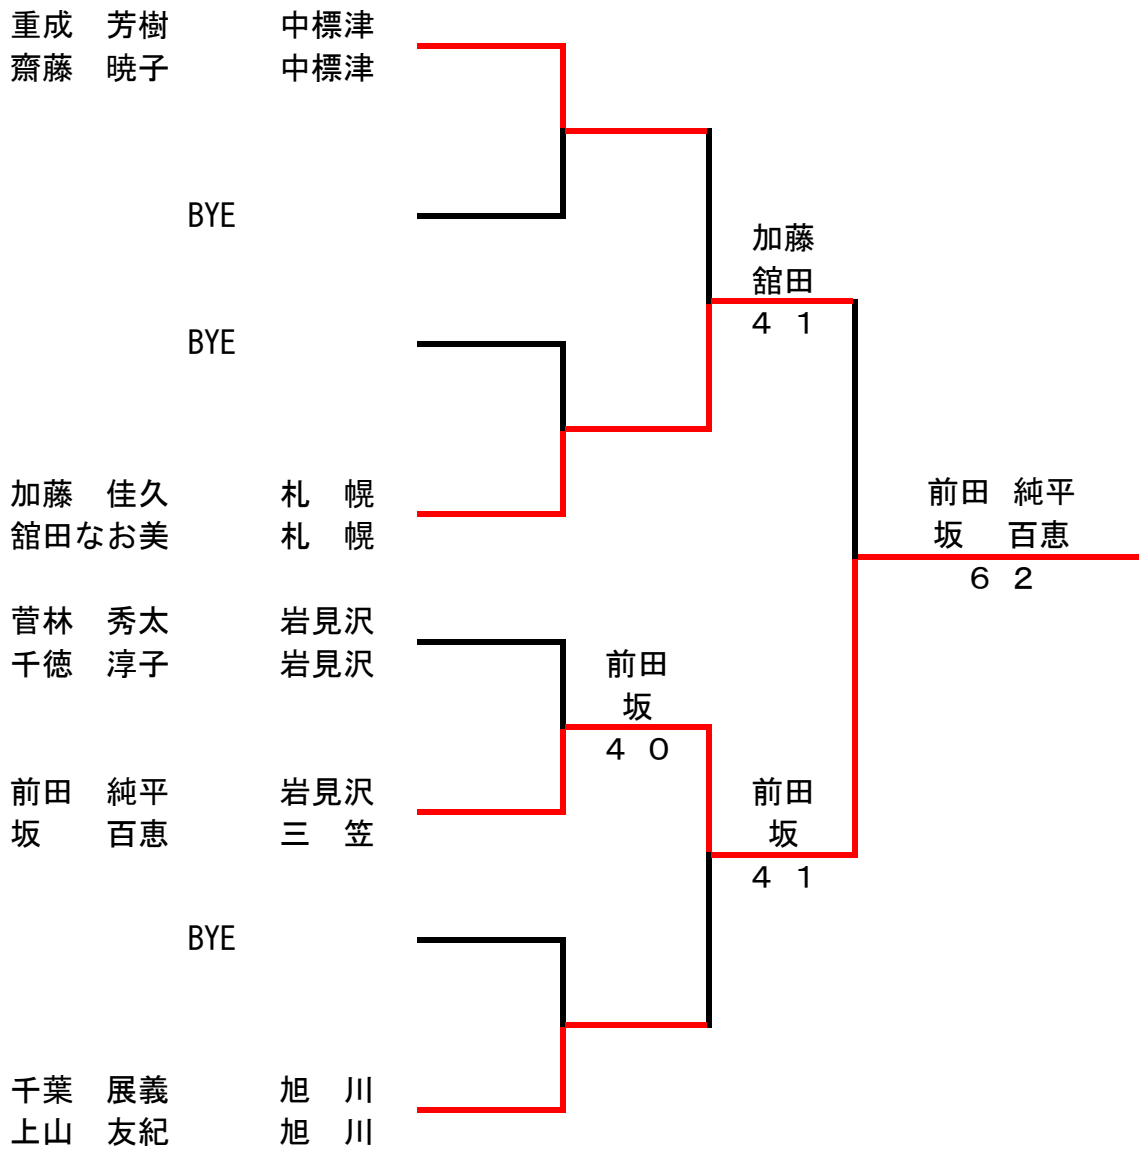 重成　芳樹　中標津
齋藤　暁子　中標津
BYE
加藤
舘田
４ １
BYE
加藤　佳久　札　幌
舘田なお美　札　幌
前田 純平
坂　百恵
６ ２
菅林　秀太　岩見沢
千徳　淳子　岩見沢
前田
坂
４ ０
前田　純平　岩見沢
坂　　百恵　三　笠
前田
坂
４ １
BYE
千葉　展義　旭　川
上山　友紀　旭　川